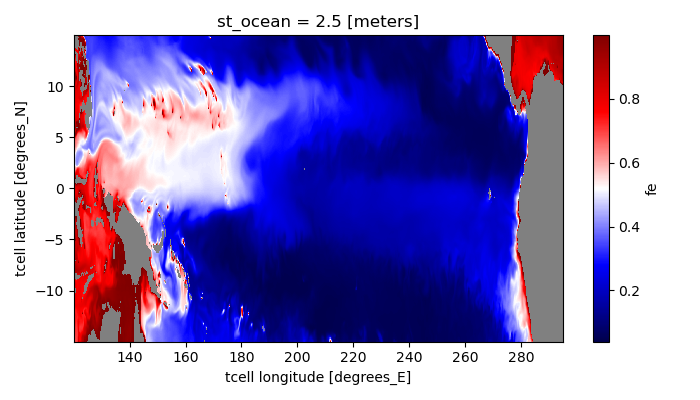 st_ocean = 2.5 [meters]
10
5
0
−5
−10
tcell latitude [degrees_N]
140 160 180 200 220 240 260 280
tcell longitude [degrees_E]
0.8
0.6
0.4
0.2
fe